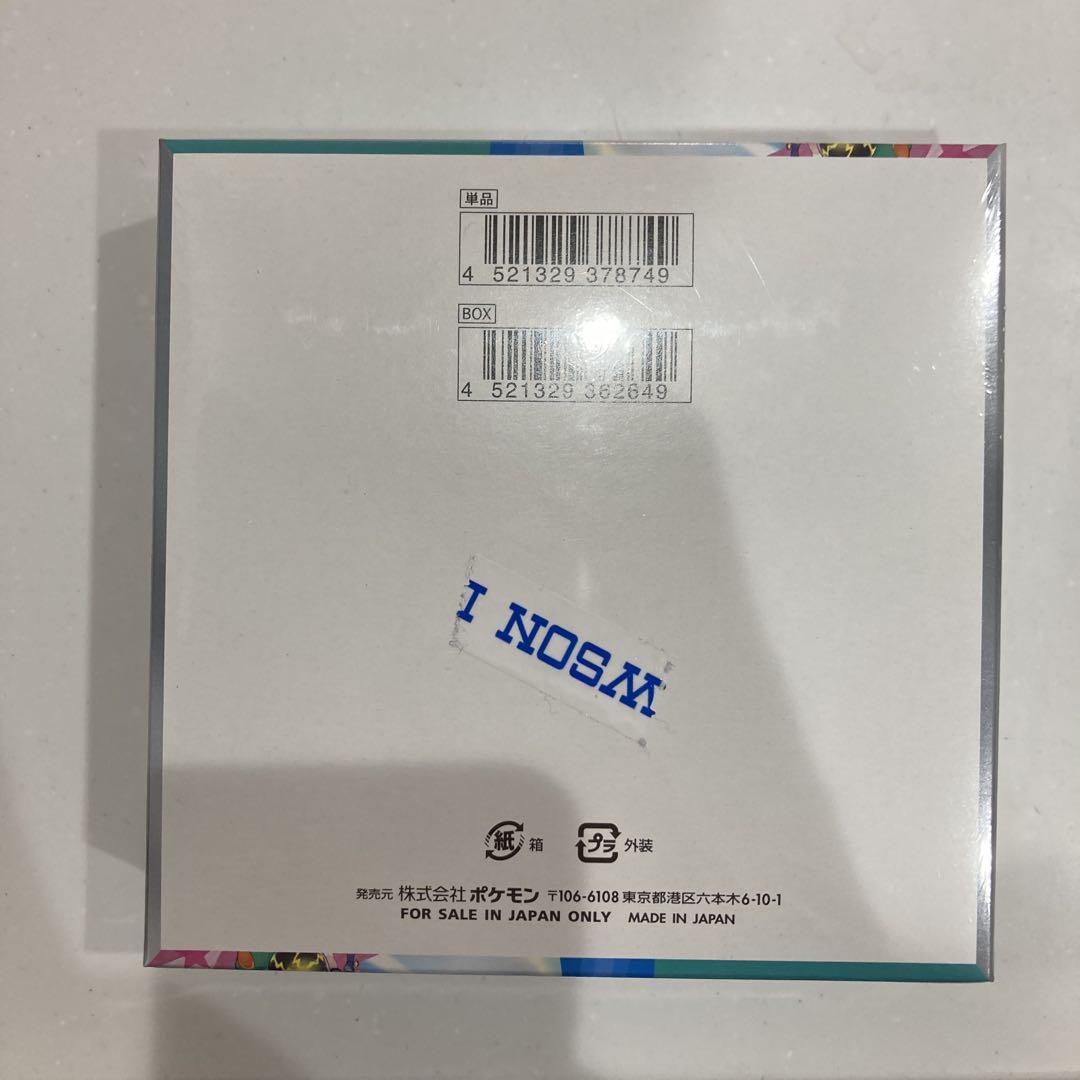 単品
4 521329 378749
BOX
4 521329 362649
WSON I
紙 箱 プラ 外装
発売元 株式会社 ポケモン 〒106-6108 東京都港区六本木6-10-1
FOR SALE IN JAPAN ONLY MADE IN JAPAN